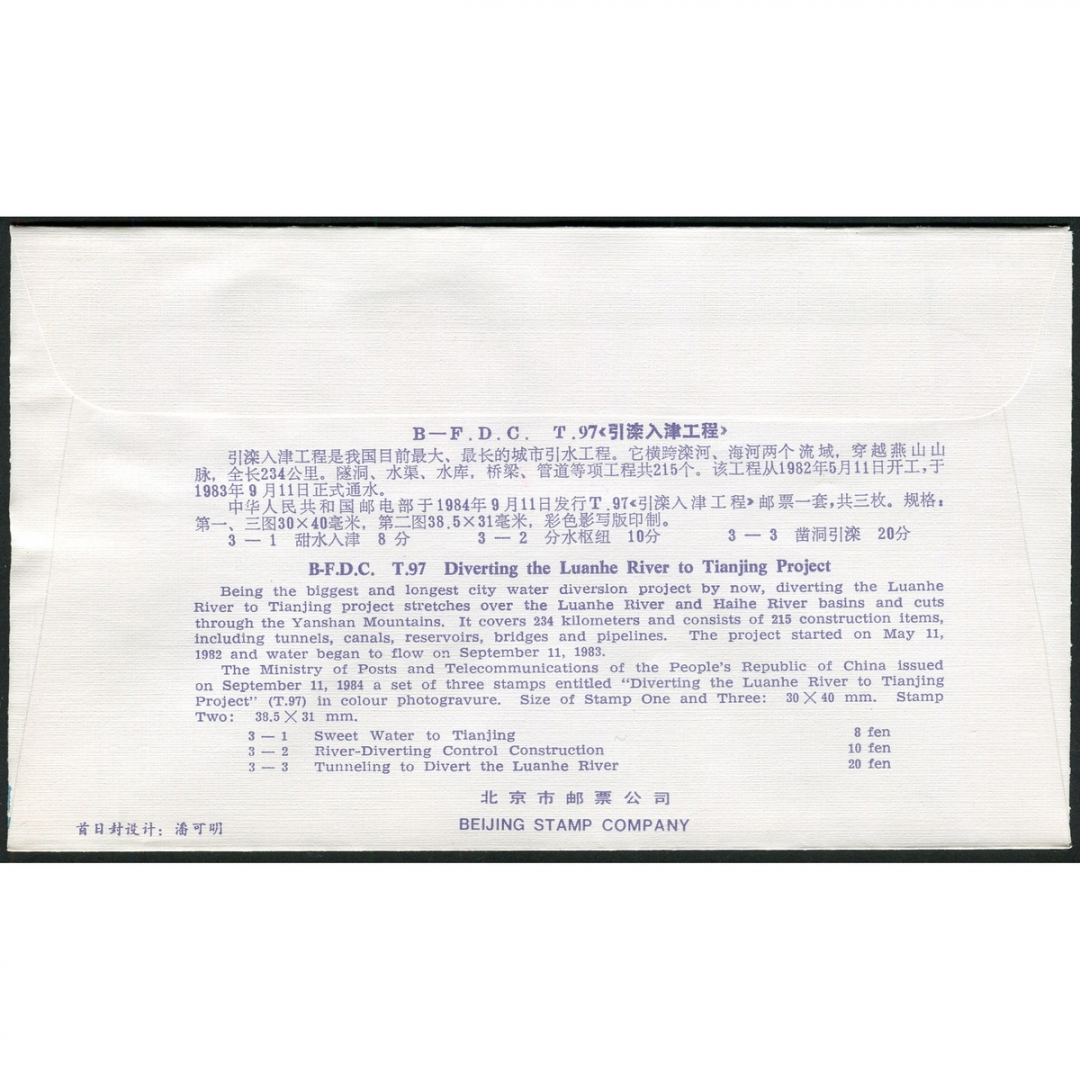 B—F.D.C. T.97《引滦入津工程》
引滦入津工程是我国目前最大、最长的城市引水工程。它横跨滦河、海河两个流域，穿越燕山山
脉，全长234公里。隧洞、水渠、水库，桥梁、管道等项工程共215个。该工程从1982年5月11日开工，于
1983年9月11日正式通水。
中华人民共和国邮电部于1984年9月11日发行T.97《引滦入津工程》邮票一套，共三枚。规格：
第一、三图30×40毫米，第二图38.5×31毫米，彩色影写版印制。
3—1 甜水入津 8分 3—2 分水枢纽 10分 3—3 凿洞引滦 20分
B-F.D.C. T.97 Diverting the Luanhe River to Tianjing Project
Being the biggest and longest city water diversion project by now, diverting the Luanhe
River to Tianjing project stretches over the Luanhe River and Haihe River basins and cuts
through the Yanshan Mountains. It covers 234 kilometers and consists of 215 construction items,
including tunnels, canals, reservoirs, bridges and pipelines. The project started on May 11,
1982 and water began to flow on September 11, 1983.
The Ministry of Posts and Telecommunications of the People's Republic of China issued
on September 11, 1984 a set of three stamps entitled "Diverting the Luanhe River to Tianjing
Project" (T.97) in colour photogravure. Size of Stamp One and Three: 30×40 mm. Stamp
Two: 38.5×31 mm.
3—1 Sweet Water to Tianjing 8 fen
3—2 River-Diverting Control Construction 10 fen
3—3 Tunneling to Divert the Luanhe River 20 fen
北京市邮票公司
首日封设计：潘可明
BEIJING STAMP COMPANY